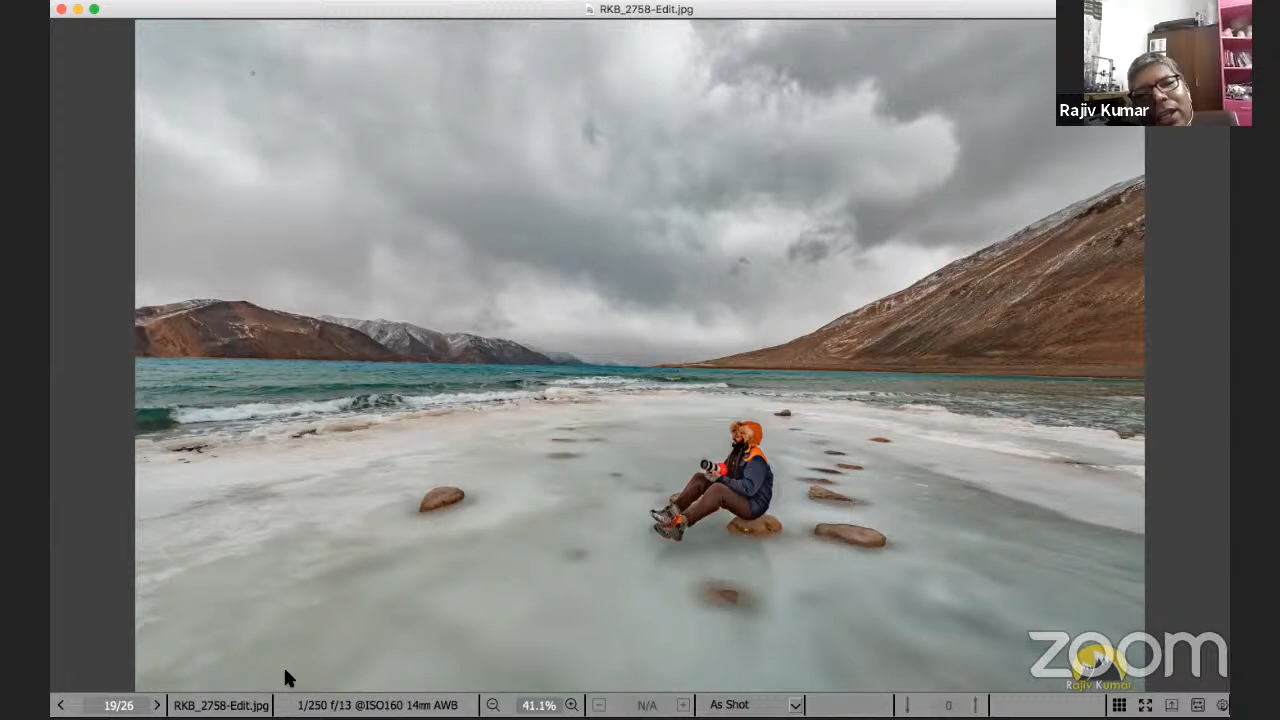 RKB_2758-Edit.jpg
Rajiv Kumar
zoom
Rajiv Kumar
19/26
RKB_2758-Edit.jpg
1/250 f/13 @ISO160 14mm AWB
41.1%
N/A
As Shot
0